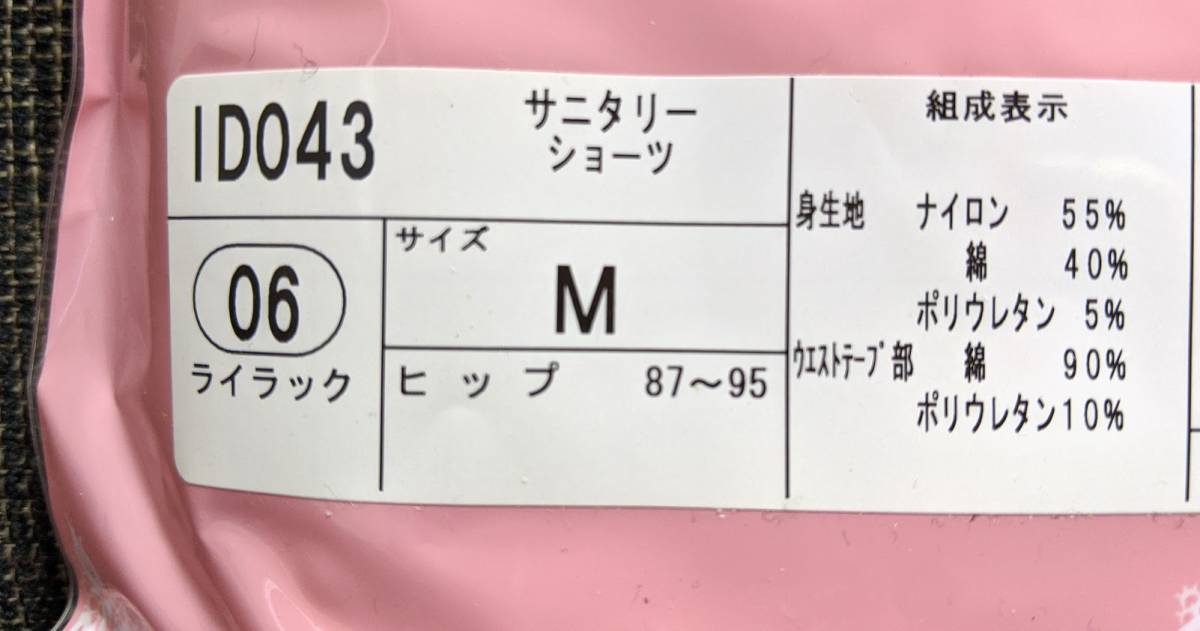 ID043
サニタリー
ショーツ
06
ライラック
サイズ
M
ヒップ 87～95
組成表示
身生地 ナイロン 55%
綿 40%
ポリウレタン 5%
ウエストテープ部 綿 90%
ポリウレタン10%